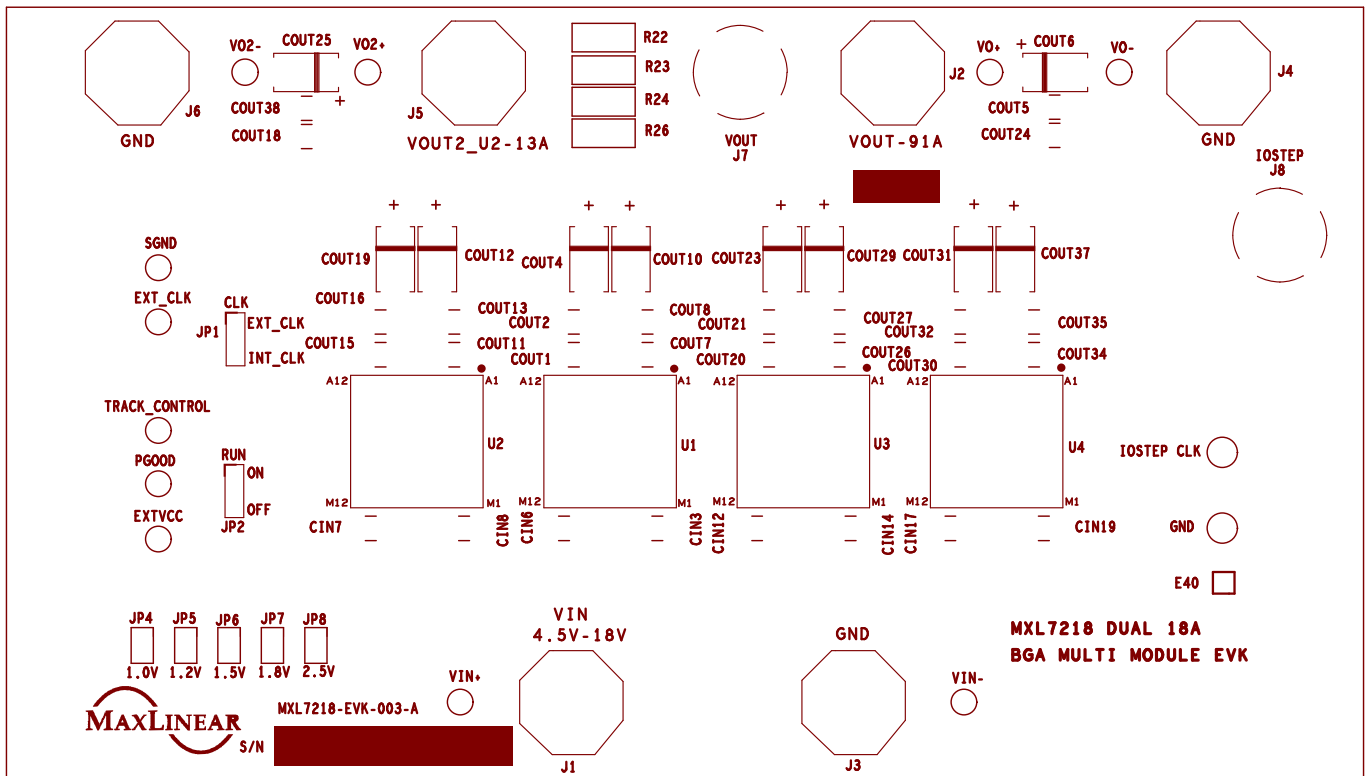 VO2-
COUT25
VO2+
R22
VO+
+
COUT6
VO-
R23
J2
J4
COUT38
+
J6
J5
R24
COUT5
COUT18
R26
COUT24
GND
VOUT2_U2-13A
VOUT
J7
VOUT-91A
GND
IOSTEP
J8
+ + + + + + + +
SGND
COUT19
COUT12
COUT4
COUT10
COUT23
COUT29
COUT31
COUT37
EXT_CLK
CLK
COUT16
COUT13
COUT8
COUT27
COUT35
JP1
EXT_CLK
COUT2
COUT21
COUT32
COUT15
COUT11
COUT7
COUT26
COUT34
INT_CLK
COUT1
COUT20
COUT30
A12
A1
A12
A1
A12
A1
A12
A1
TRACK_CONTROL
U2
U1
U3
U4
IOSTEP CLK
PGOOD
RUN
ON
M12
M1
M12
M1
M12
M1
M12
M1
OFF
EXTVCC
JP2
CIN7
CIN8
CIN6
CIN3
CIN12
CIN14
CIN17
CIN19
GND
E40
JP4
JP5
JP6
JP7
JP8
VIN
4.5V-18V
GND
MXL7218 DUAL 18A
BGA MULTI MODULE EVK
1.0V
1.2V
1.5V
1.8V
2.5V
VIN+
VIN-
MAXLINEAR
MXL7218-EVK-003-A
S/N
J1
J3